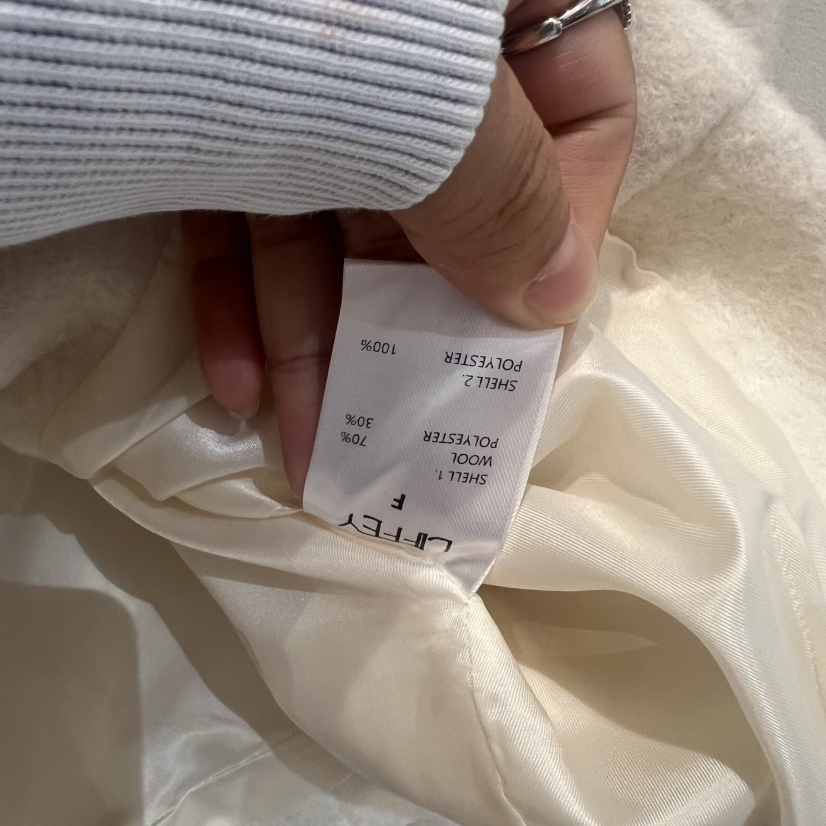 LIFFEY
F
SHELL 1.
WOOL 70%
POLYESTER 30%
SHELL 2.
POLYESTER 100%